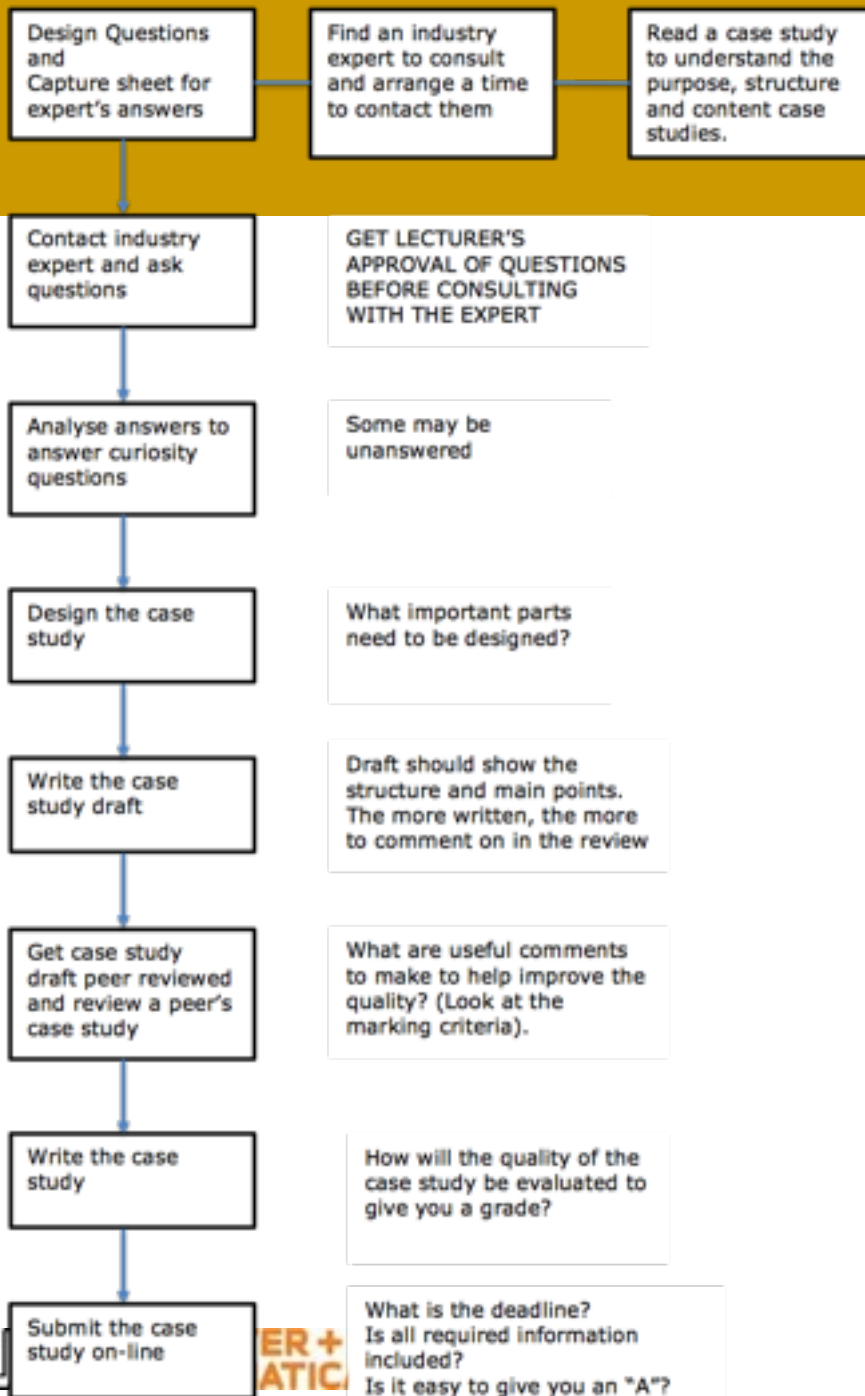 Design Questions
and
Capture sheet for
expert's answers
Find an industry
expert to consult
and arrange a time
to contact them
Read a case study
to understand the
purpose, structure
and content case
studies.
Contact industry
expert and ask
questions
GET LECTURER'S
APPROVAL OF QUESTIONS
BEFORE CONSULTING
WITH THE EXPERT
Analyse answers to
answer curiosity
questions
Some may be
unanswered
Design the case
study
What important parts
need to be designed?
Write the case
study draft
Draft should show the
structure and main points.
The more written, the more
to comment on in the review
Get case study
draft peer reviewed
and review a peer's
case study
What are useful comments
to make to help improve the
quality? (Look at the
marking criteria).
Write the case
study
How will the quality of the
case study be evaluated to
give you a grade?
Submit the case
study on-line
What is the deadline?
Is all required information
included?
Is it easy to give you an "A"?
ER +
ATIC